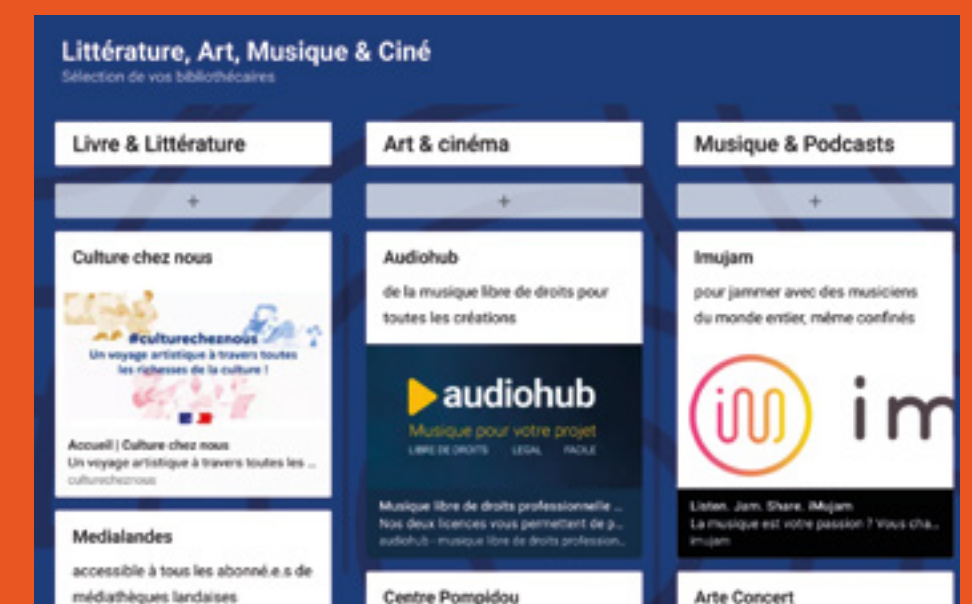 Littérature, Art, Musique & Ciné
Sélection de vos bibliothécaires
Livre & Littérature
+
Culture chez nous
#culturecheznous
Un voyage artistique à travers toutes
les richesses de la culture !
Accueil | Culture chez nous
Un voyage artistique à travers toutes les ...
culturecheznous
Medialandes
accessible à tous les abonné.e.s de
médiathèques landaises
Art & cinéma
+
Audiohub
de la musique libre de droits pour
toutes les créations
audiohub
Musique pour votre projet
LIBRE DE DROITS LEGAL FACILE
Musique libre de droits professionnelle ...
Nos deux licences vous permettent de p...
audiohub - musique libre de droits profession...
Centre Pompidou
Musique & Podcasts
+
Imujam
pour jammer avec des musiciens
du monde entier, même confinés
iM im
Listen. Jam. Share. iMujam
La musique est votre passion ? Vous cha...
imujam
Arte Concert